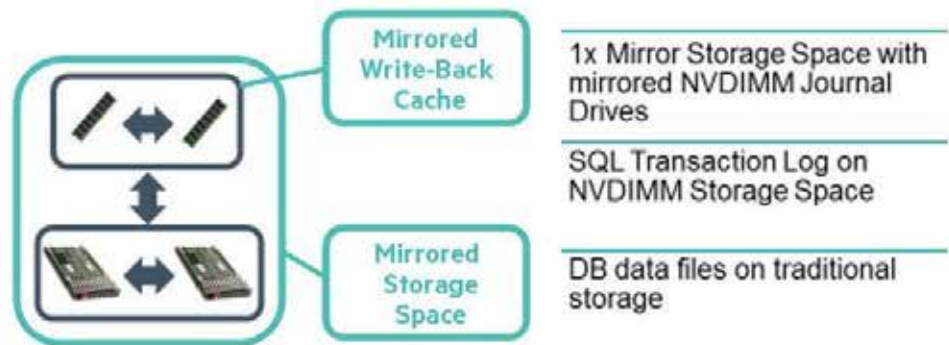 Mirrored
Write-Back
Cache
1x Mirror Storage Space with
mirrored NVDIMM Journal
Drives
SQL Transaction Log on
NVDIMM Storage Space
Mirrored
Storage
Space
DB data files on traditional
storage